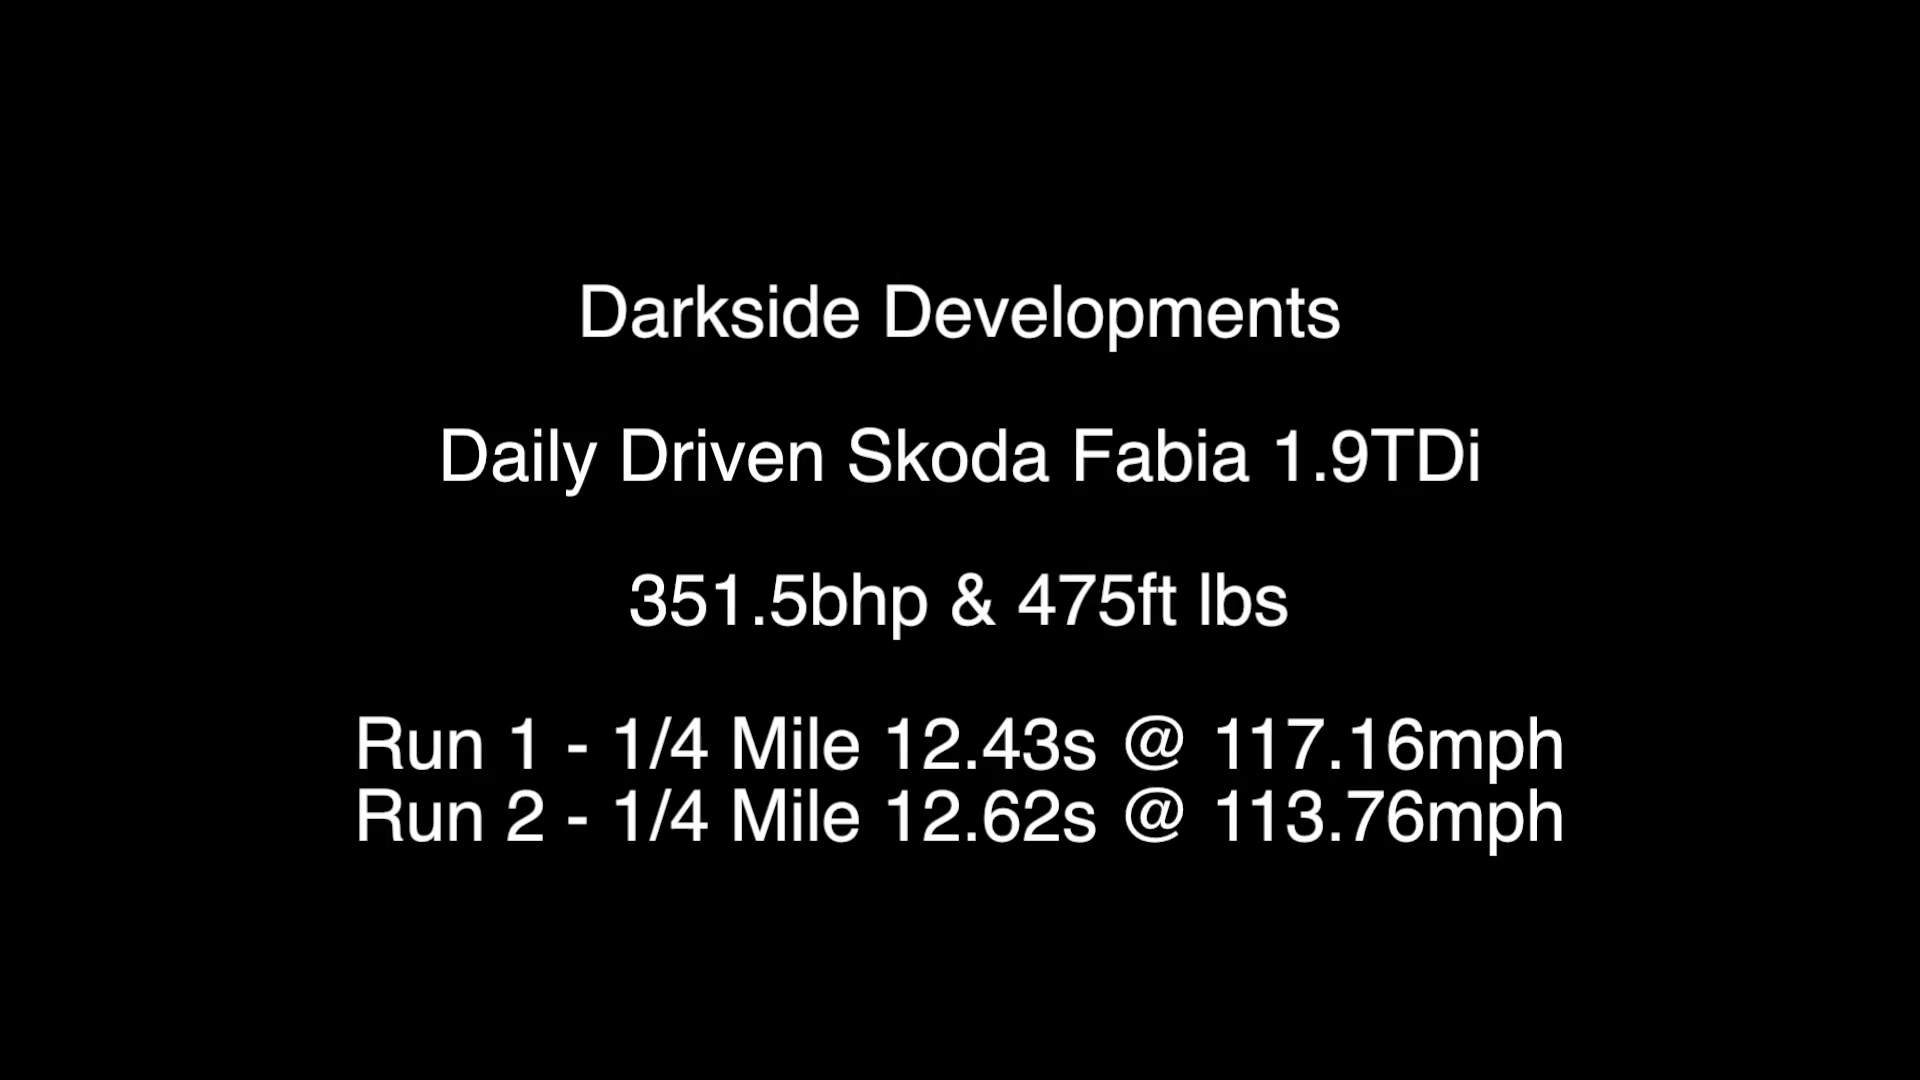 Darkside Developments
Daily Driven Skoda Fabia 1.9TDi
351.5bhp & 475ft lbs
Run 1 - 1/4 Mile 12.43s @ 117.16mph
Run 2 - 1/4 Mile 12.62s @ 113.76mph